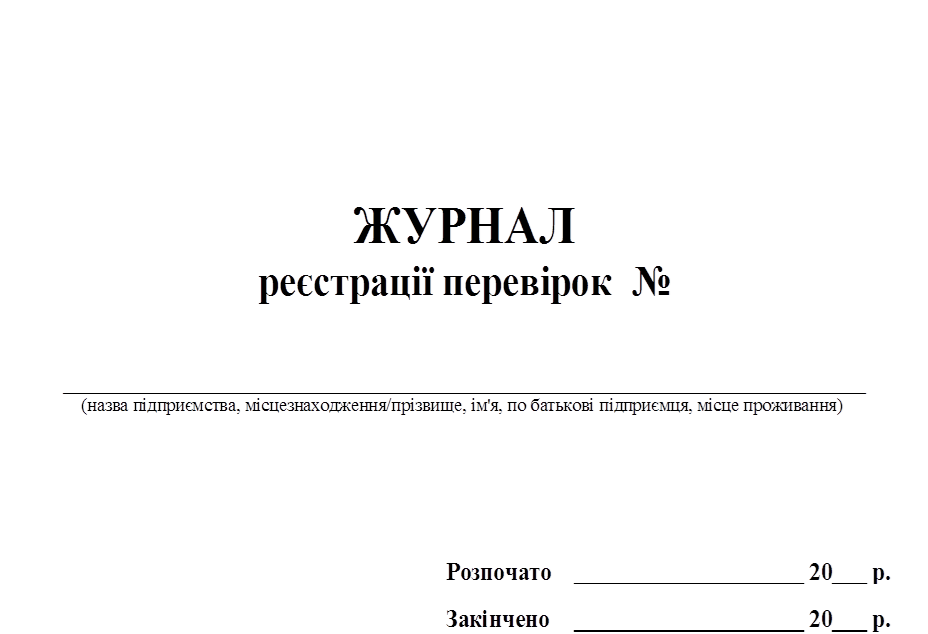 ЖУРНАЛ
реєстрації перевірок №
(назва підприємства, місцезнаходження/прізвище, ім'я, по батькові підприємця, місце проживання)
Розпочато ____________________ 20___ р.
Закінчено ____________________ 20___ р.